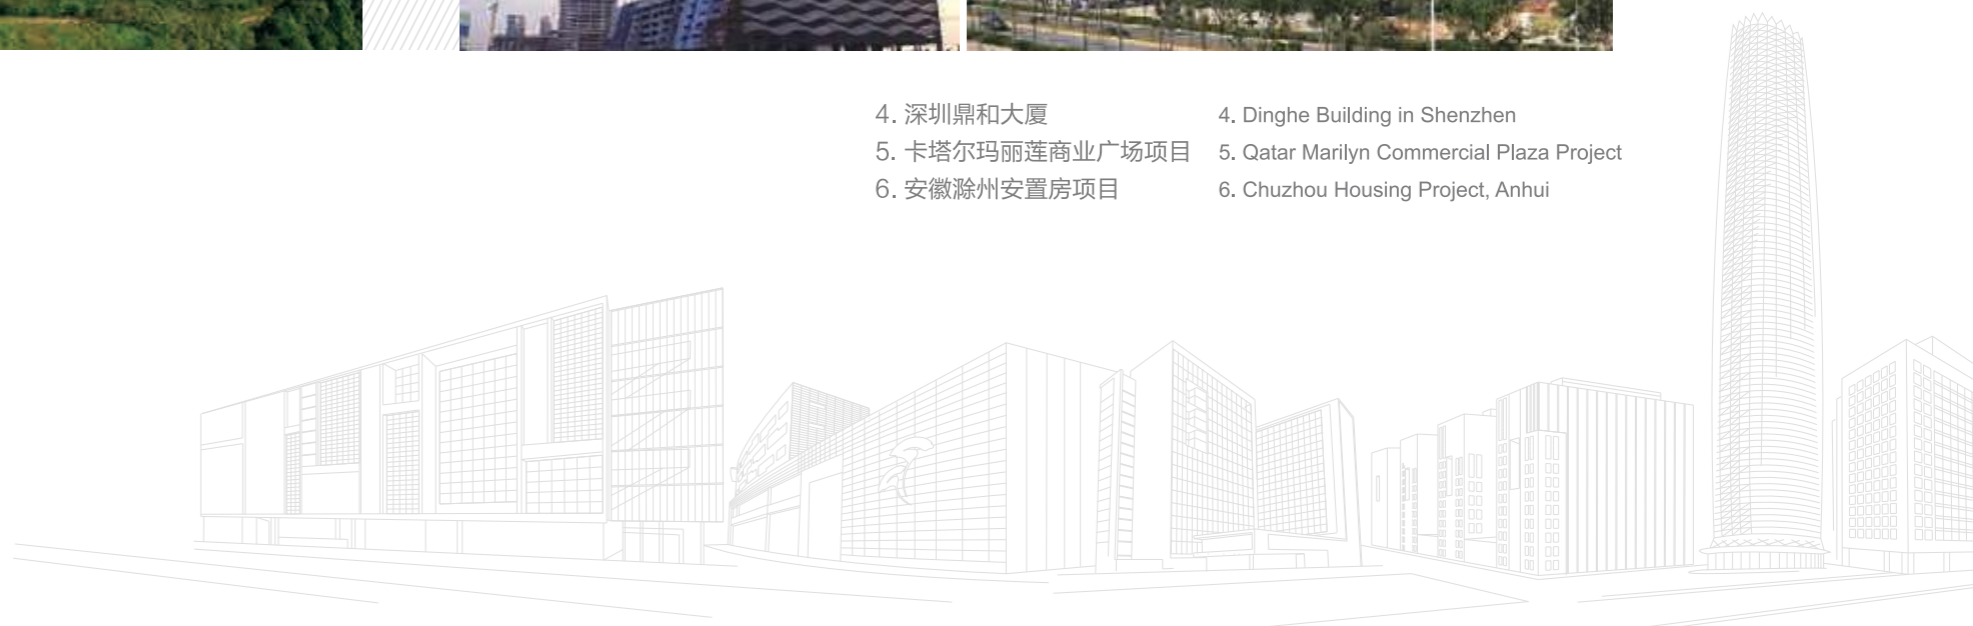 4. 深圳鼎和大厦
5. 卡塔尔玛丽莲商业广场项目
6. 安徽滁州安置房项目
4. Dinghe Building in Shenzhen
5. Qatar Marilyn Commercial Plaza Project
6. Chuzhou Housing Project, Anhui